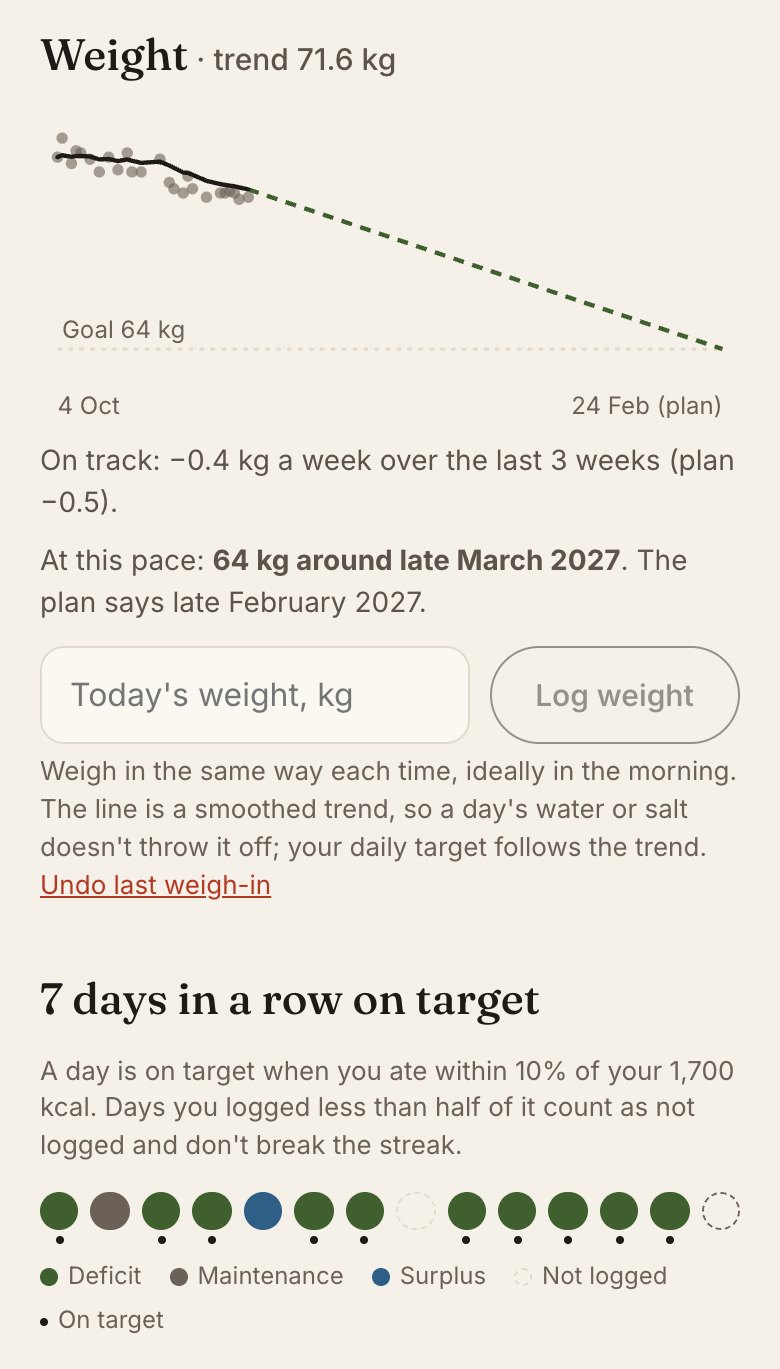 Weight · trend 71.6 kg
Goal 64 kg
4 Oct
24 Feb (plan)
On track: −0.4 kg a week over the last 3 weeks (plan
−0.5).
At this pace: 64 kg around late March 2027. The
plan says late February 2027.
Today's weight, kg
Log weight
Weigh in the same way each time, ideally in the morning.
The line is a smoothed trend, so a day's water or salt
doesn't throw it off; your daily target follows the trend.
Undo last weigh-in
7 days in a row on target
A day is on target when you ate within 10% of your 1,700
kcal. Days you logged less than half of it count as not
logged and don't break the streak.
Deficit
Maintenance
Surplus
Not logged
On target